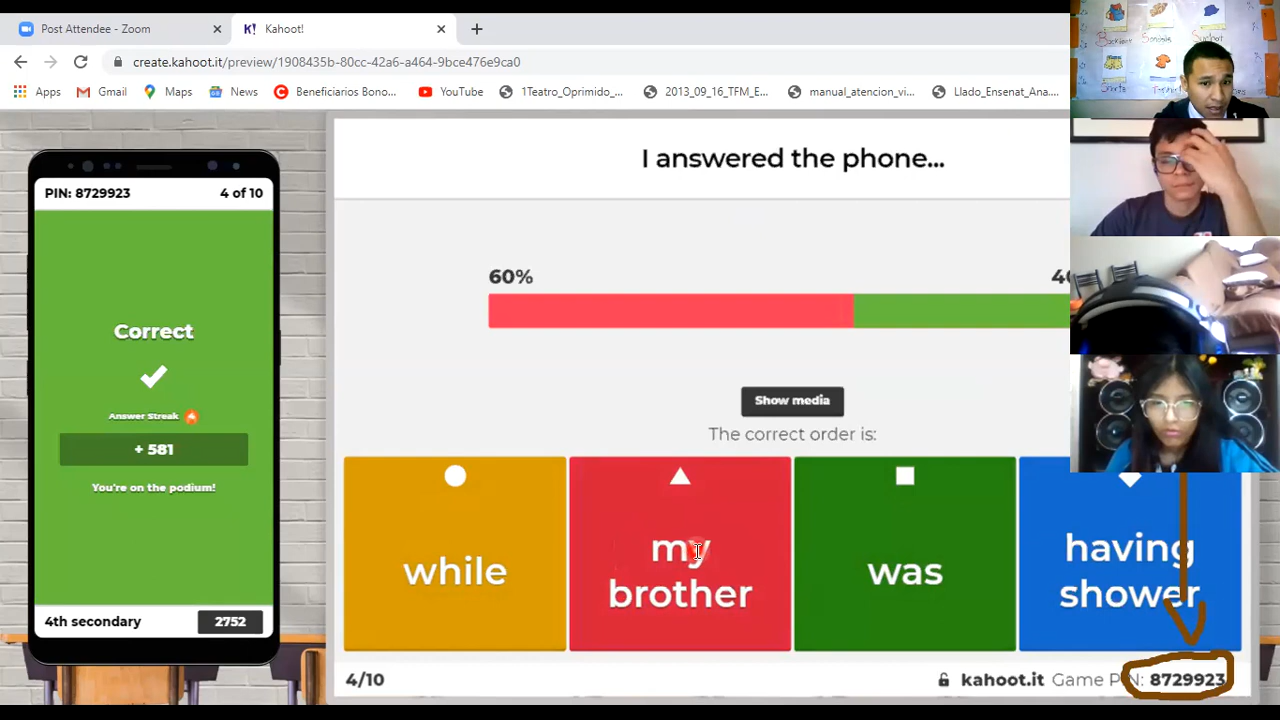 Post Attendee - Zoom
K! Kahoot!
create.kahoot.it/preview/1908435b-80cc-42a6-a464-9bce476e9ca0
Apps Gmail Maps News Beneficiarios Bono... YouTube 1Teatro_Oprimido_... 2013_09_16_TFM_E... manual_atencion_vi... Llado_Ensenat_Ana...
PIN: 8729923 4 of 10
Correct
Answer Streak
+ 581
You're on the podium!
4th secondary 2752
I answered the phone...
60%
Show media
The correct order is:
while
my
brother
was
having
shower
4/10
kahoot.it Game PIN: 8729923